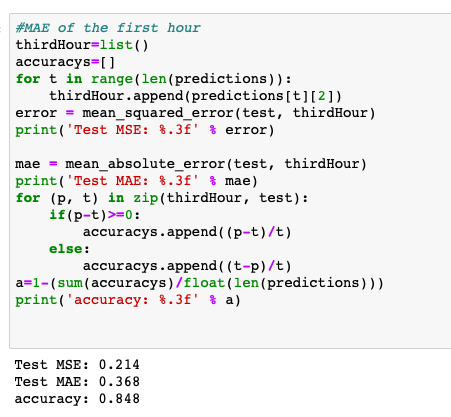 #MAE of the first hour
thirdHour=list()
accuracys=[]
for t in range(len(predictions)):
    thirdHour.append(predictions[t][2])
error = mean_squared_error(test, thirdHour)
print('Test MSE: %.3f' % error)

mae = mean_absolute_error(test, thirdHour)
print('Test MAE: %.3f' % mae)
for (p, t) in zip(thirdHour, test):
    if(p-t)>=0:
        accuracys.append((p-t)/t)
    else:
        accuracys.append((t-p)/t)
a=1-(sum(accuracys)/float(len(predictions)))
print('accuracy: %.3f' % a)

Test MSE: 0.214
Test MAE: 0.368
accuracy: 0.848